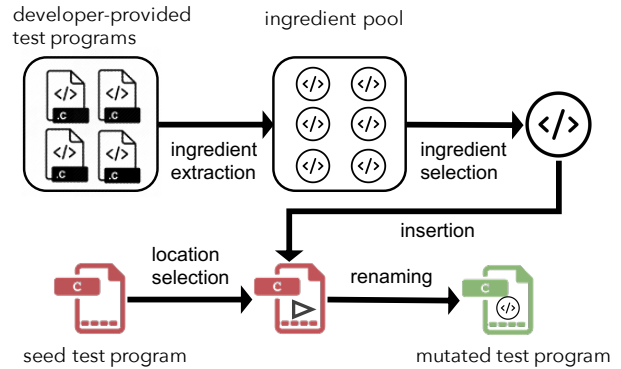 developer-provided
test programs
ingredient pool
</>
</>
</>
</>
.C
.C
</>
</>
</>
</>
.C
.C
</>
</>
</>
ingredient
extraction
ingredient
selection
insertion
location
selection
renaming
C
C
C
</>
seed test program
mutated test program